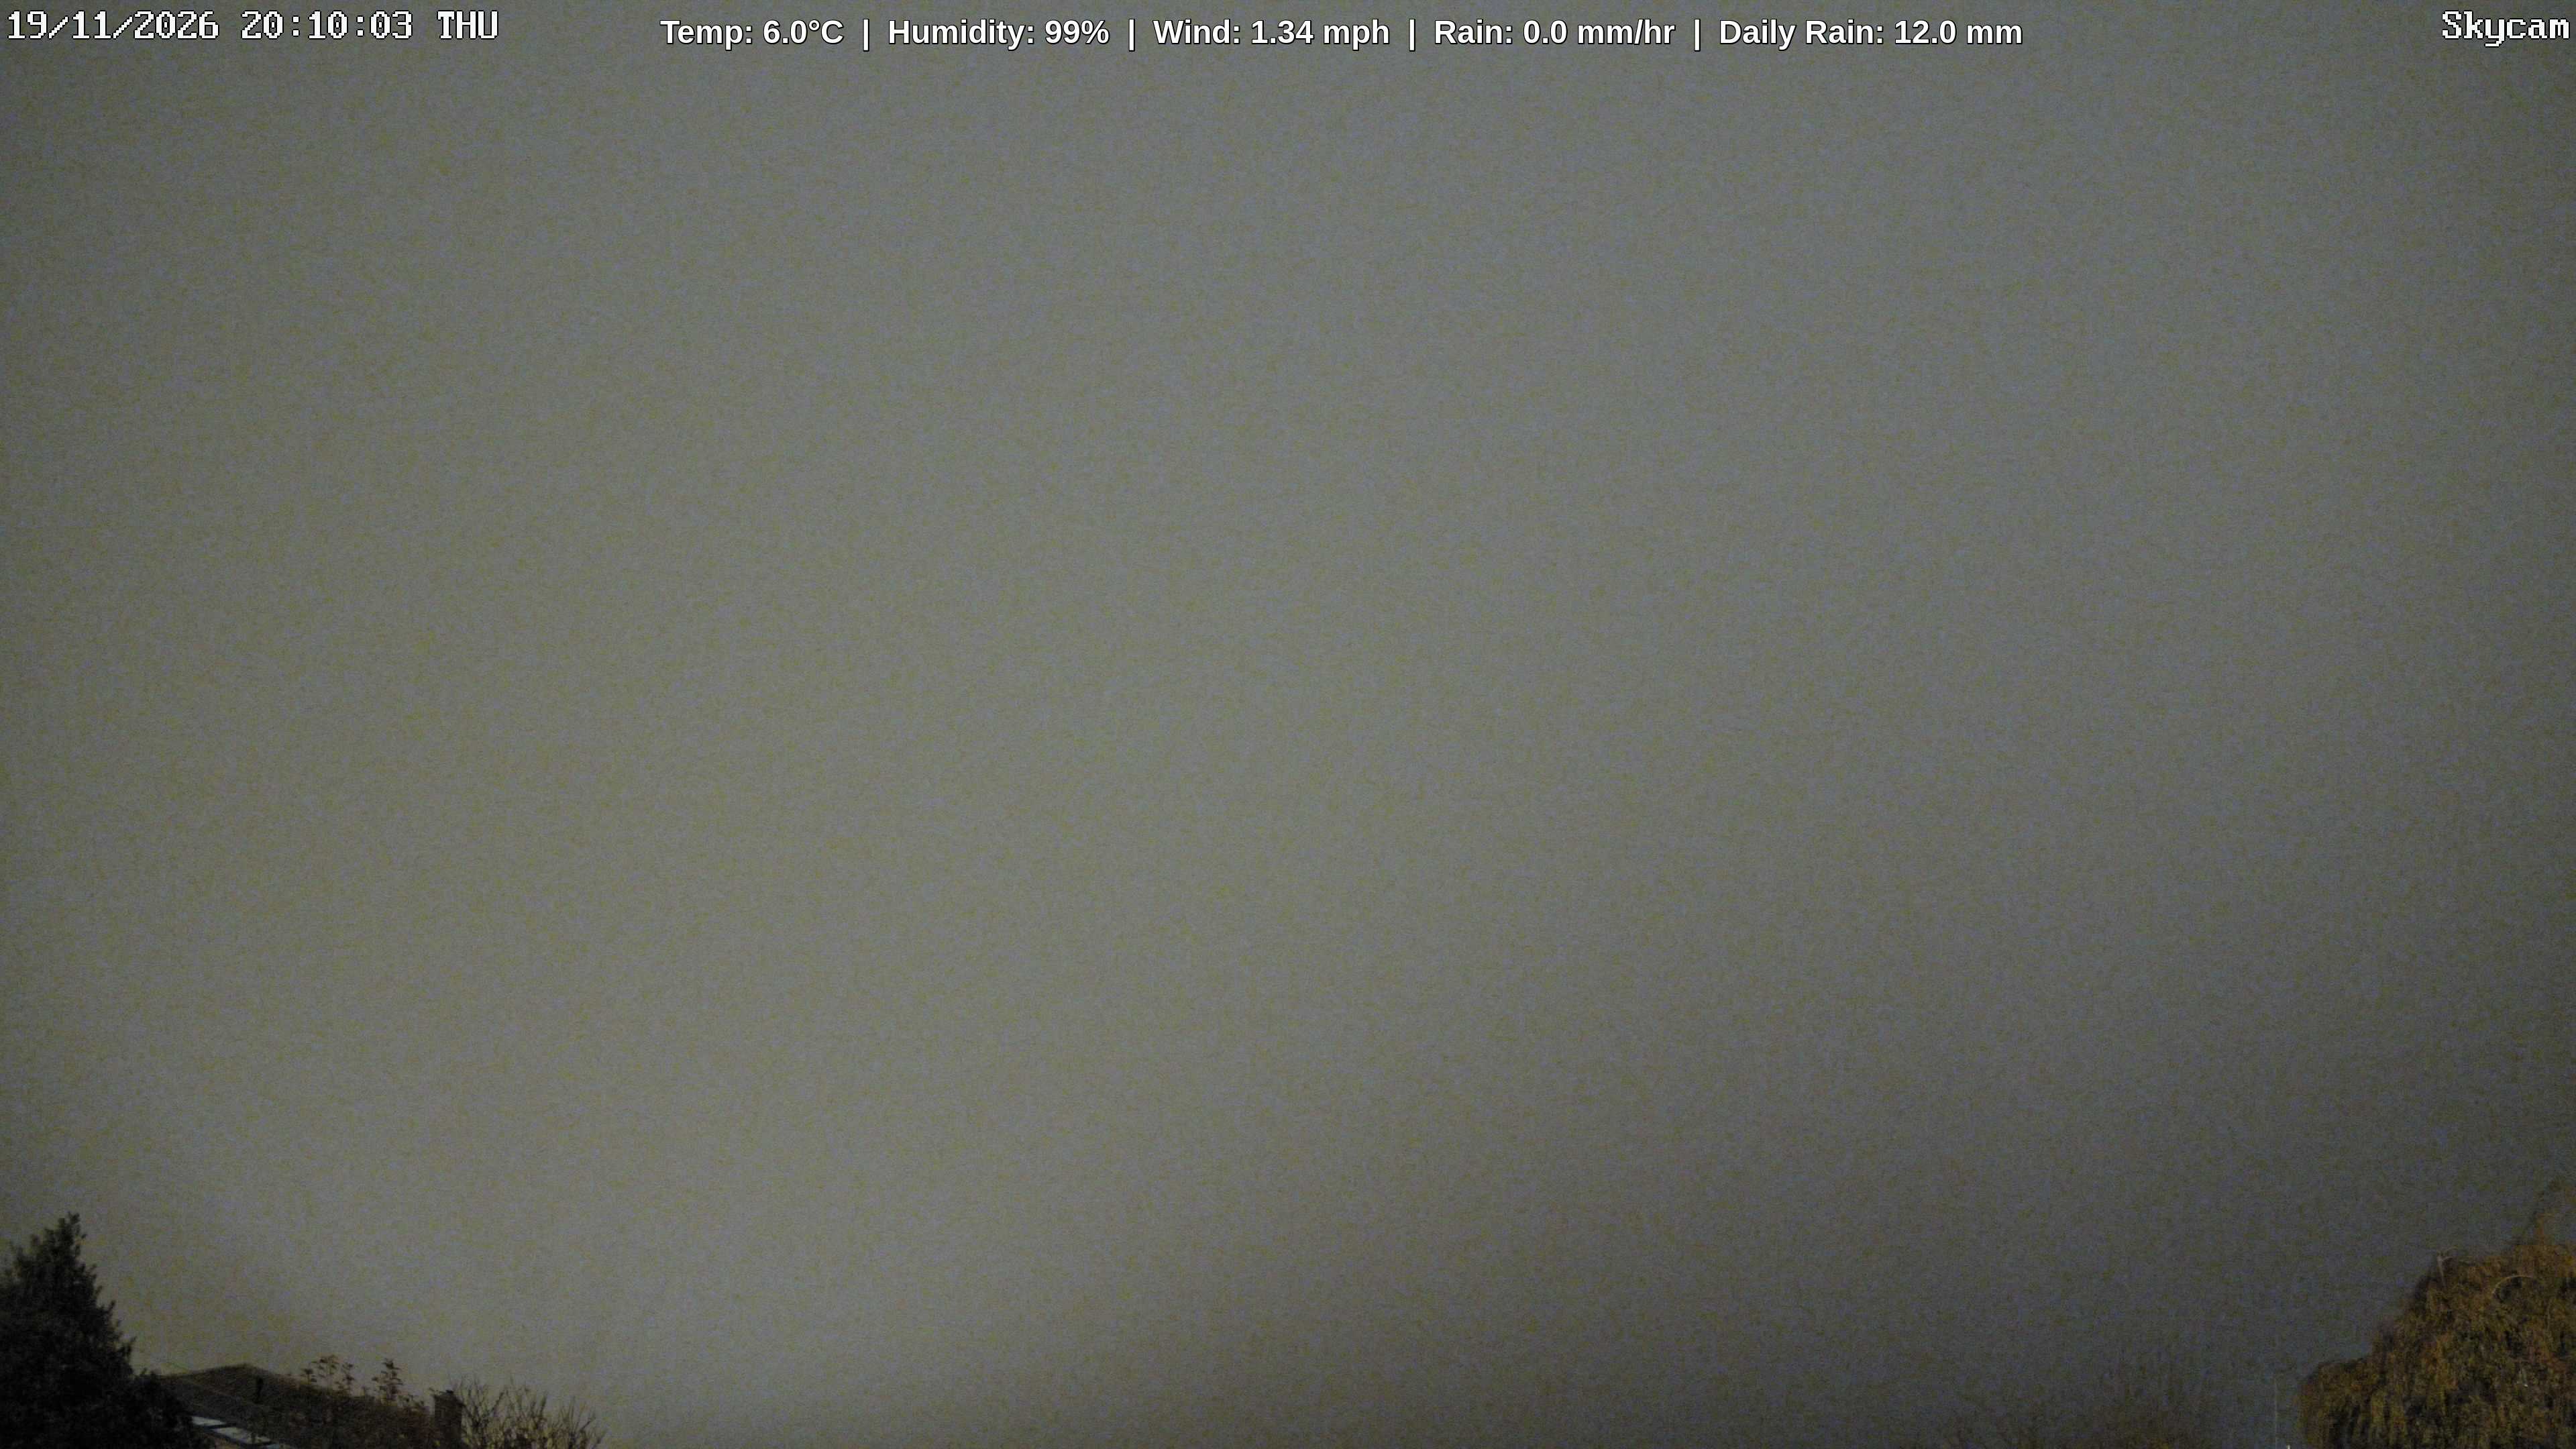 19/11/2026 20:10:03 THU
Temp: 6.0°C | Humidity: 99% | Wind: 1.34 mph | Rain: 0.0 mm/hr | Daily Rain: 12.0 mm
Skycam